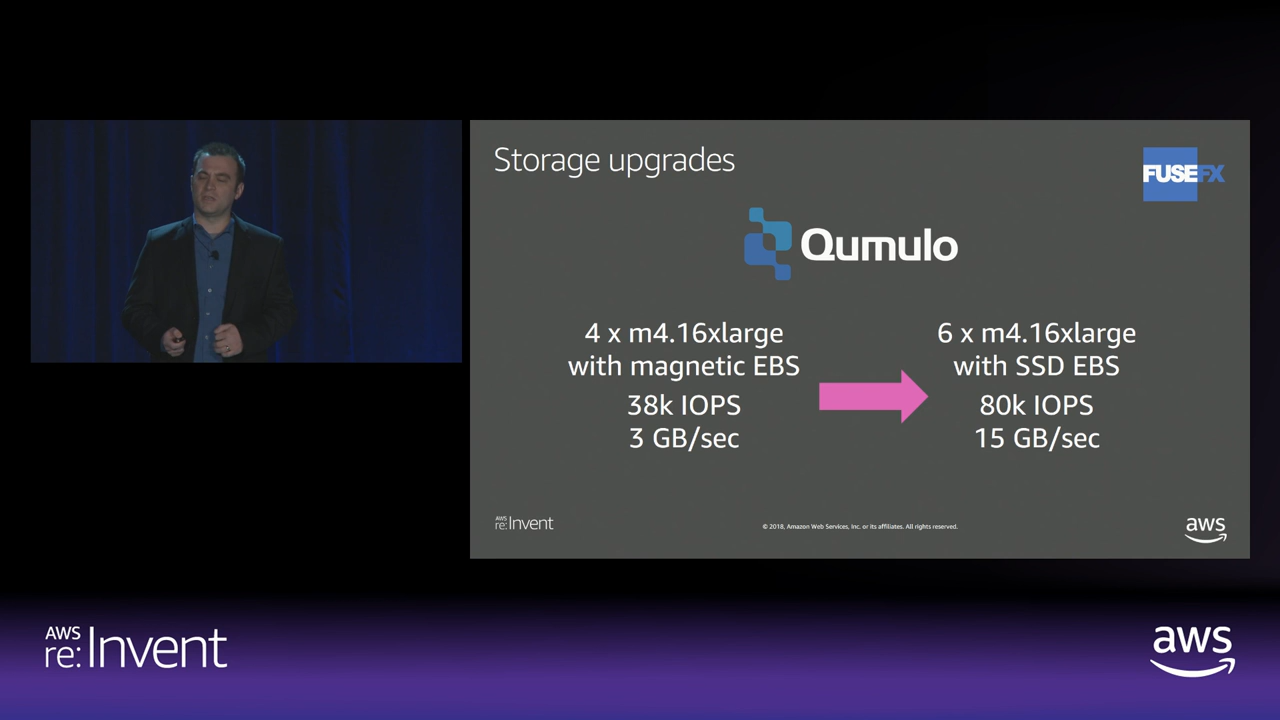 Storage upgrades
FUSEFX
Qumulo
4 x m4.16xlarge
with magnetic EBS
38k IOPS
3 GB/sec
6 x m4.16xlarge
with SSD EBS
80k IOPS
15 GB/sec
AWS
re:Invent
© 2018, Amazon Web Services, Inc. or its affiliates. All rights reserved.
aws
AWS
re:Invent
aws